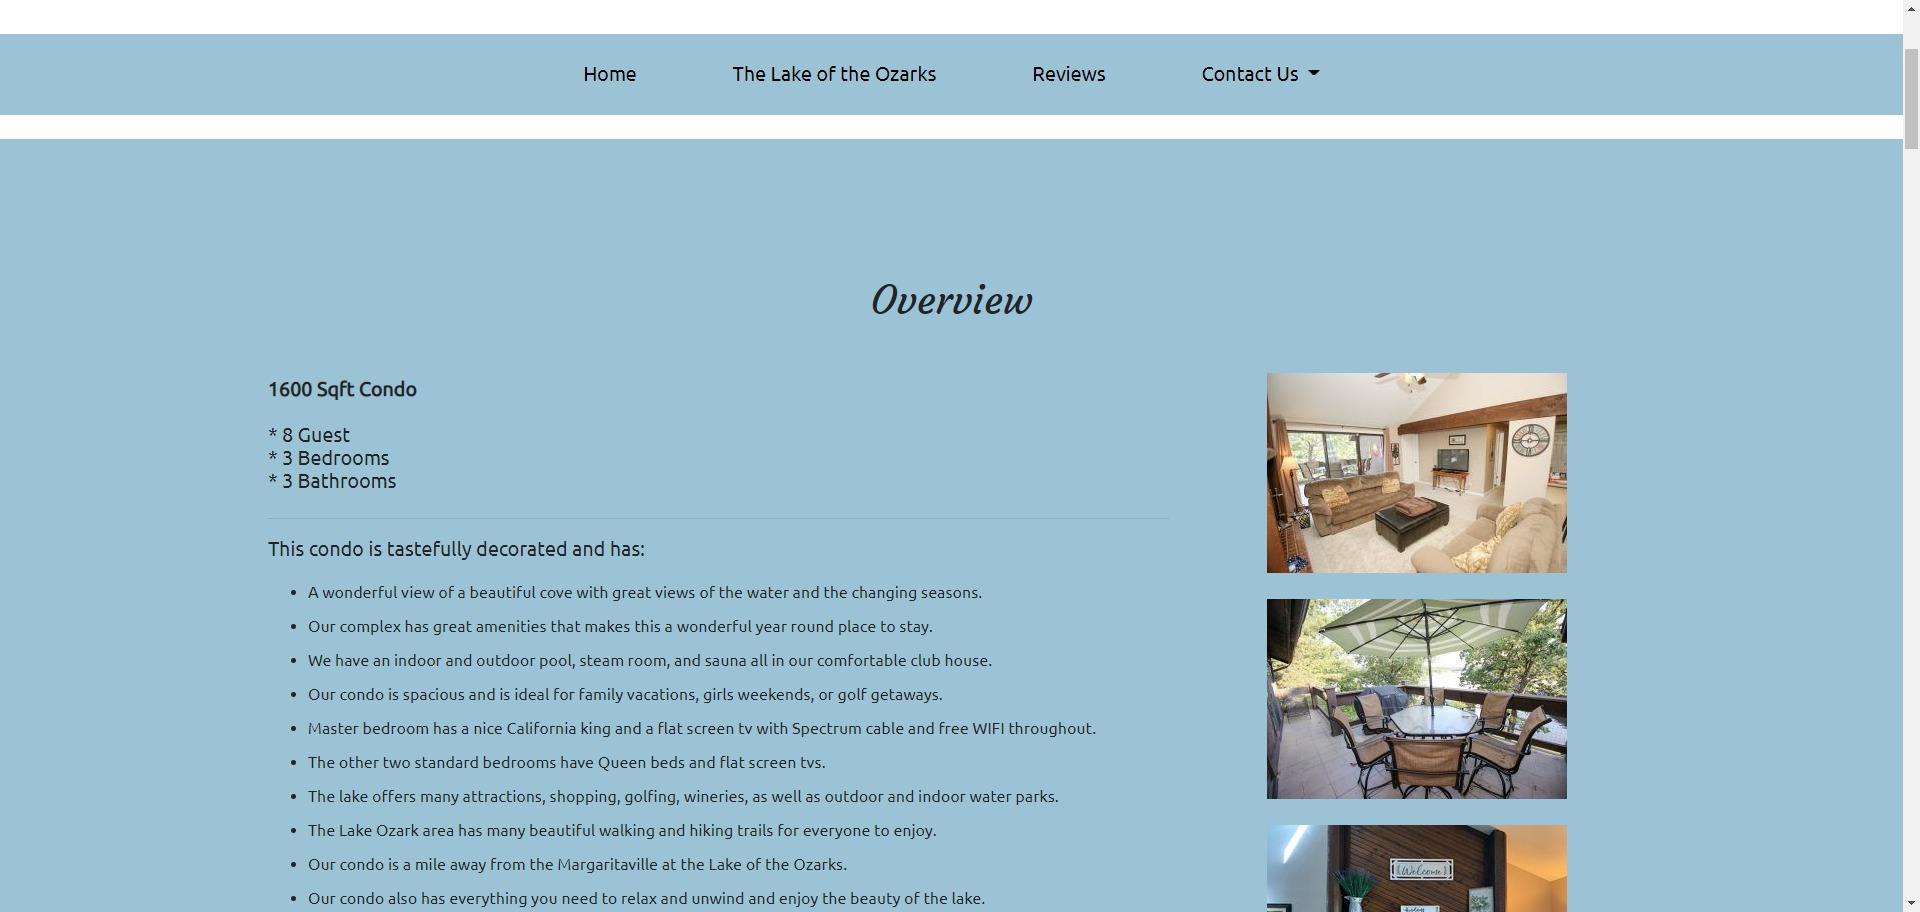 Home The Lake of the Ozarks Reviews Contact Us
Overview
1600 Sqft Condo
* 8 Guest
* 3 Bedrooms
* 3 Bathrooms
This condo is tastefully decorated and has:
• A wonderful view of a beautiful cove with great views of the water and the changing seasons.
• Our complex has great amenities that makes this a wonderful year round place to stay.
• We have an indoor and outdoor pool, steam room, and sauna all in our comfortable club house.
• Our condo is spacious and is ideal for family vacations, girls weekends, or golf getaways.
• Master bedroom has a nice California king and a flat screen tv with Spectrum cable and free WIFI throughout.
• The other two standard bedrooms have Queen beds and flat screen tvs.
• The lake offers many attractions, shopping, golfing, wineries, as well as outdoor and indoor water parks.
• The Lake Ozark area has many beautiful walking and hiking trails for everyone to enjoy.
• Our condo is a mile away from the Margaritaville at the Lake of the Ozarks.
• Our condo also has everything you need to relax and unwind and enjoy the beauty of the lake.
Welcome